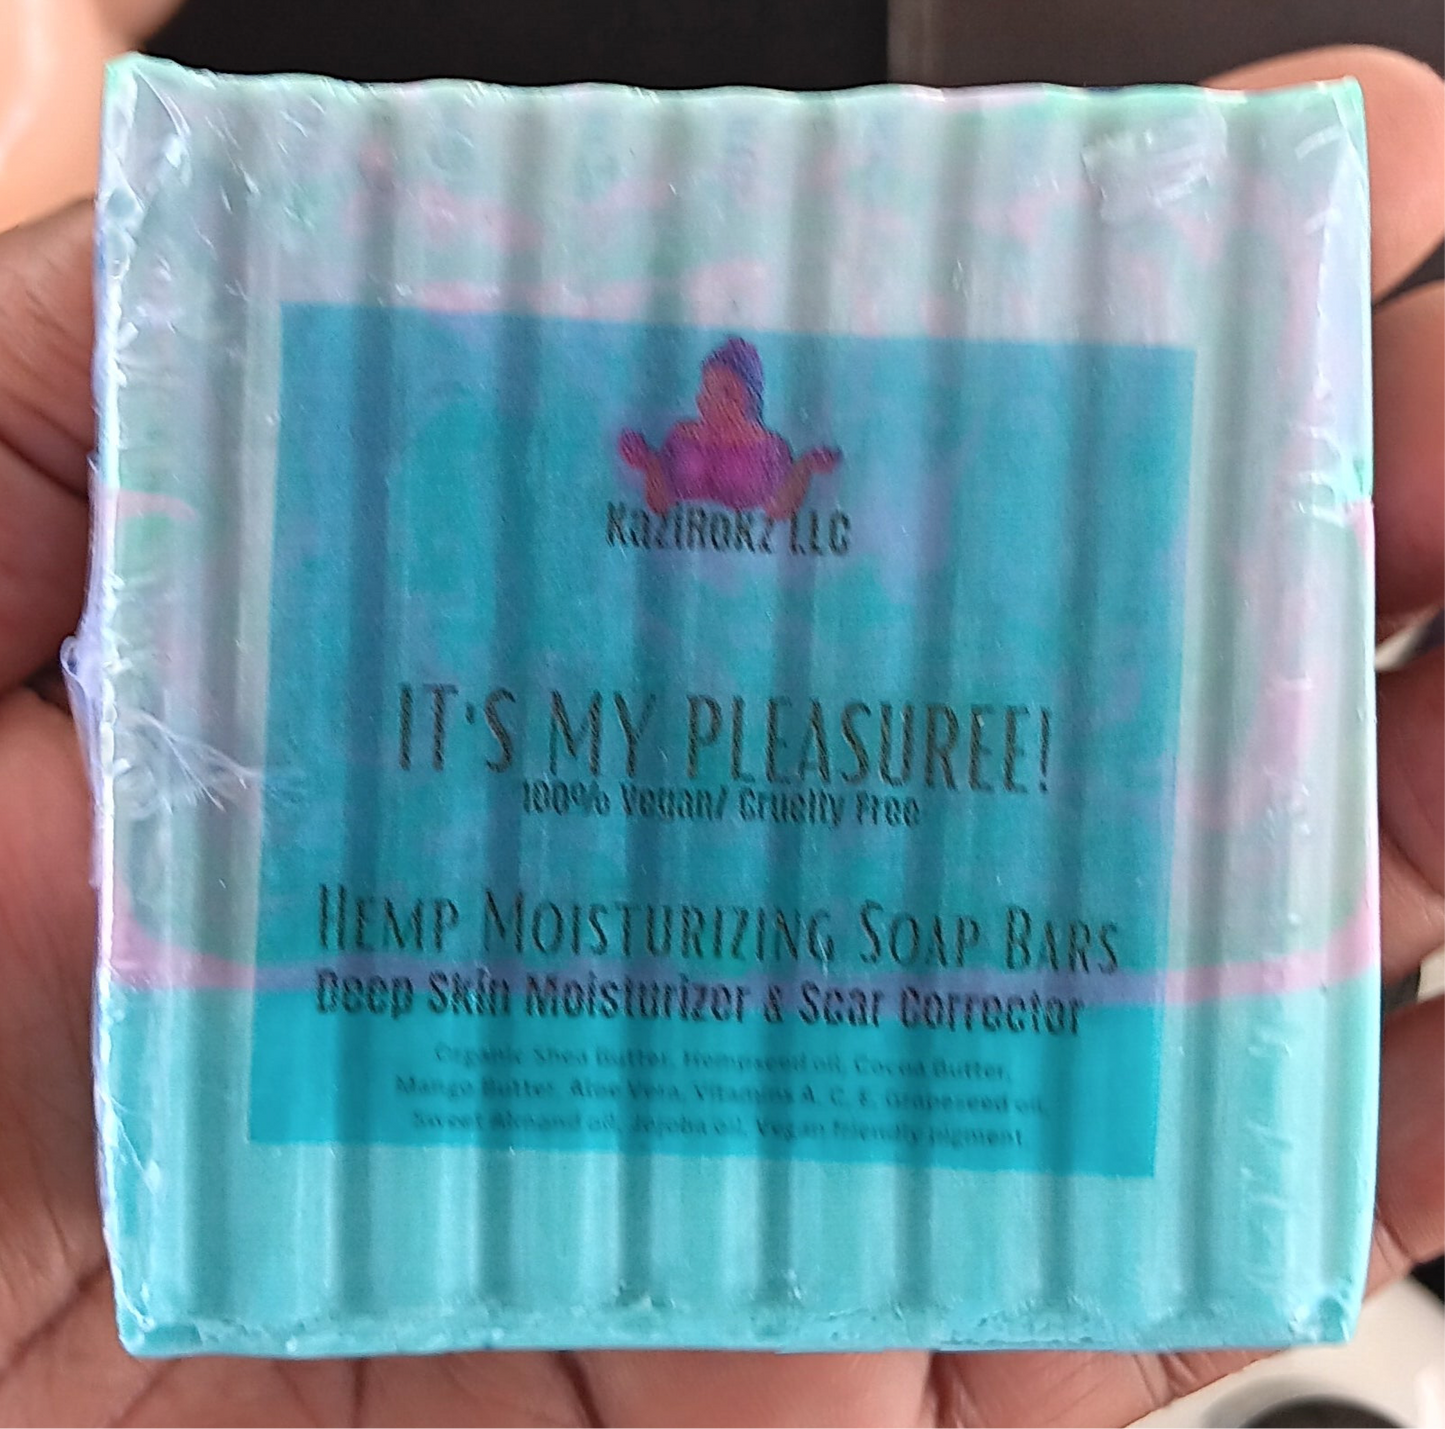 KaziRokz LLC
IT'S MY PLEASUREE!
100% Vegan/ Cruelty Free
HEMP MOISTURIZING SOAP BARS
Deep Skin Moisturizer & Scar Corrector
Organic Shea Butter, Hempseed oil, Cocoa Butter,
Mango Butter, Aloe Vera, Vitamins A, C, E, Grapeseed oil,
Sweet Almond oil, Jojoba oil, Vegan friendly pigment